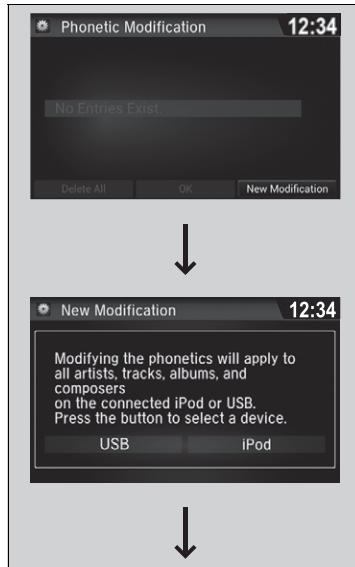 Phonetic Modification 12:34
No Entries Exist.
Delete All OK New Modification
New Modification 12:34
Modifying the phonetics will apply to
all artists, tracks, albums, and
composers
on the connected iPod or USB.
Press the button to select a device.
USB iPod